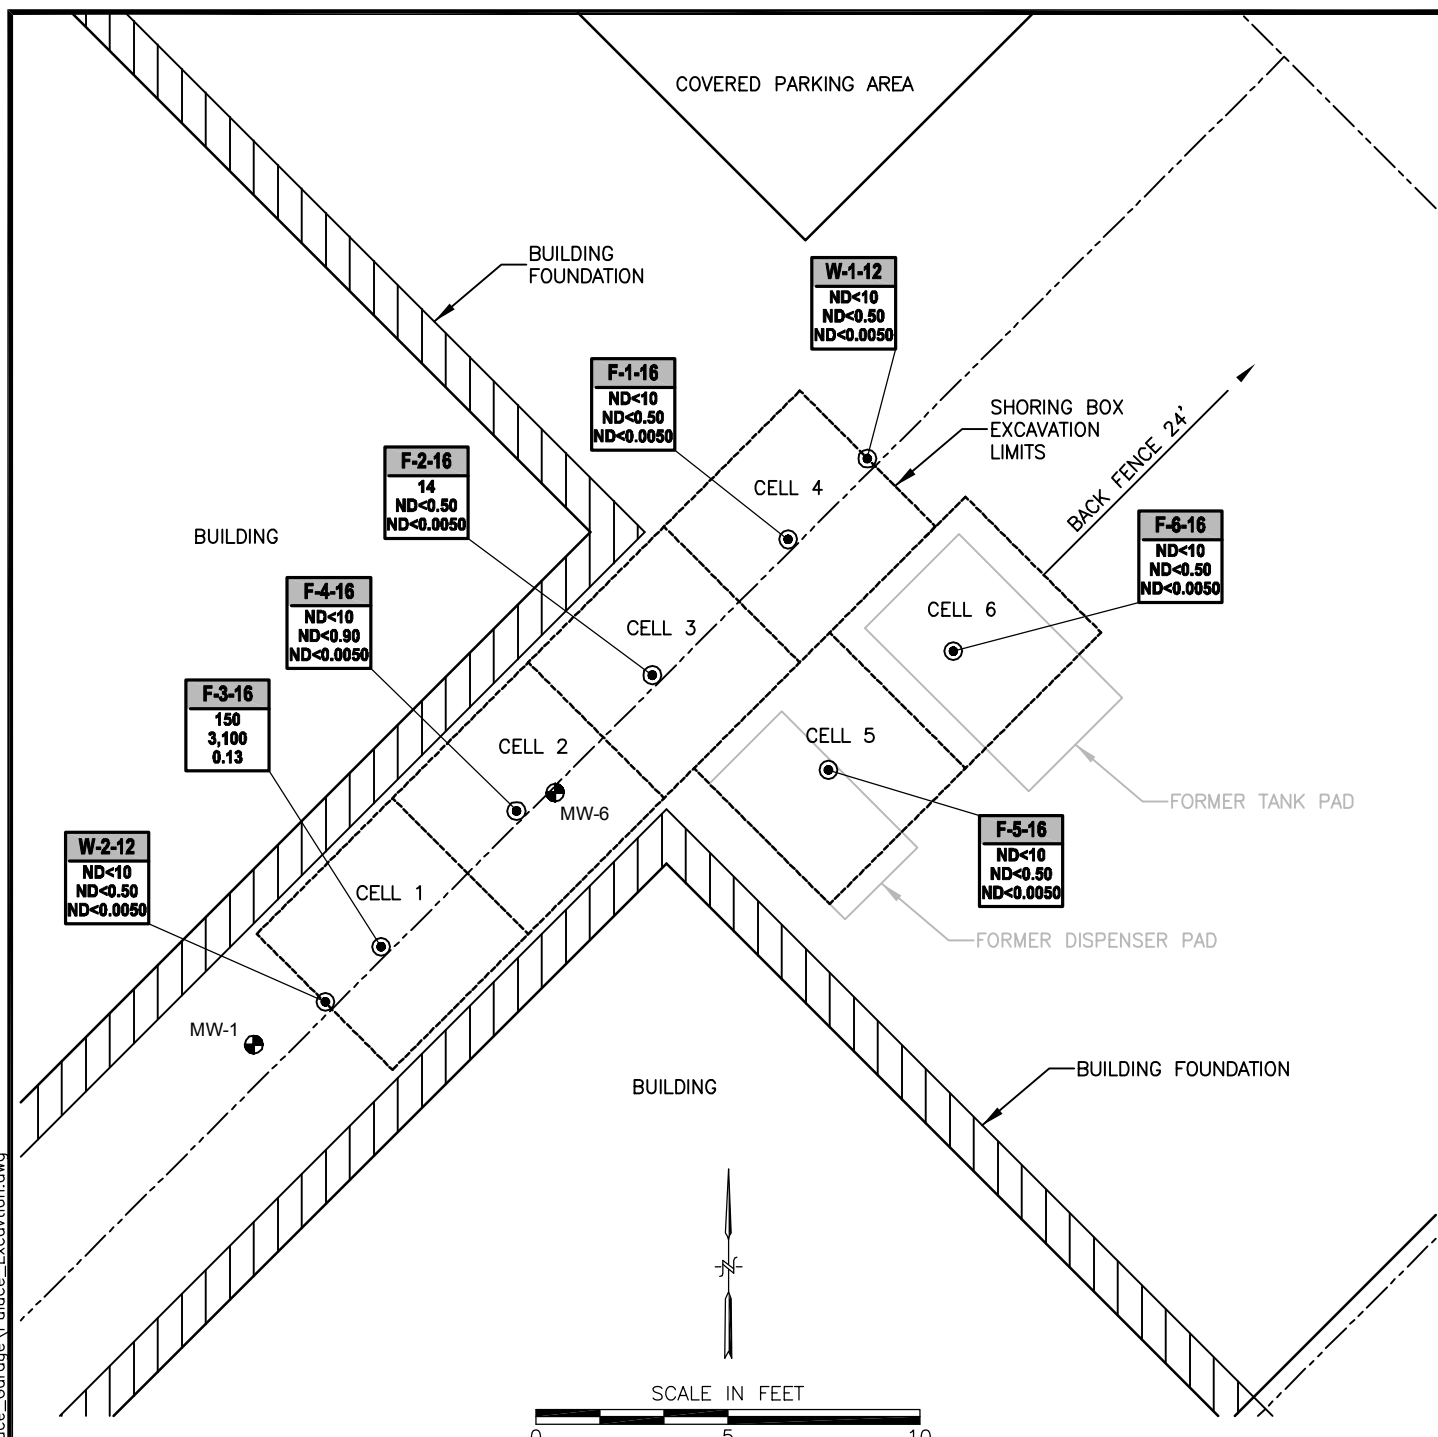 COVERED PARKING AREA
BUILDING
FOUNDATION
W-1-12
ND<10
ND<0.50
ND<0.0050
F-1-16
ND<10
ND<0.50
ND<0.0050
SHORING BOX
EXCAVATION
LIMITS
BACK FENCE 24'
F-2-16
14
ND<0.50
ND<0.0050
CELL 4
F-6-16
ND<10
ND<0.50
ND<0.0050
BUILDING
F-4-16
ND<10
ND<0.90
ND<0.0050
CELL 3
CELL 6
F-3-16
150
3,100
0.13
CELL 2
CELL 5
MW-6
FORMER TANK PAD
W-2-12
ND<10
ND<0.50
ND<0.0050
F-5-16
ND<10
ND<0.50
ND<0.0050
CELL 1
FORMER DISPENSER PAD
MW-1
BUILDING
BUILDING FOUNDATION
N
SCALE IN FEET
0 5 10